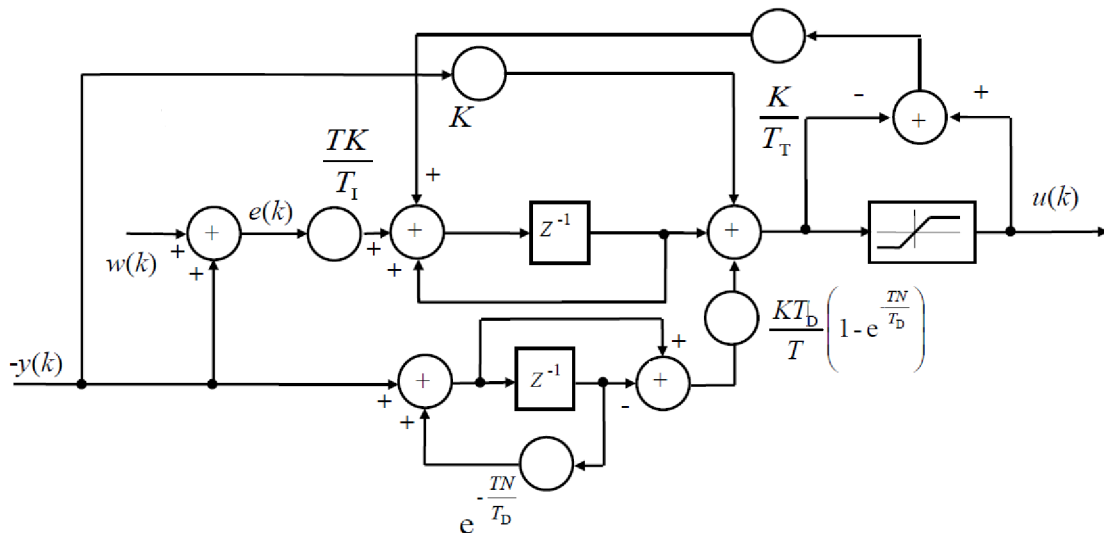 - +
+
K
K/T_T
TK/T_I
+
u(k)
e(k)
w(k)
+ +
+ +
+ +
Z^{-1}
+
KT_D/T (1 - e^{-TN/T_D})
-y(k)
+ +
+
Z^{-1}
-
+
+
e^{-TN/T_D}